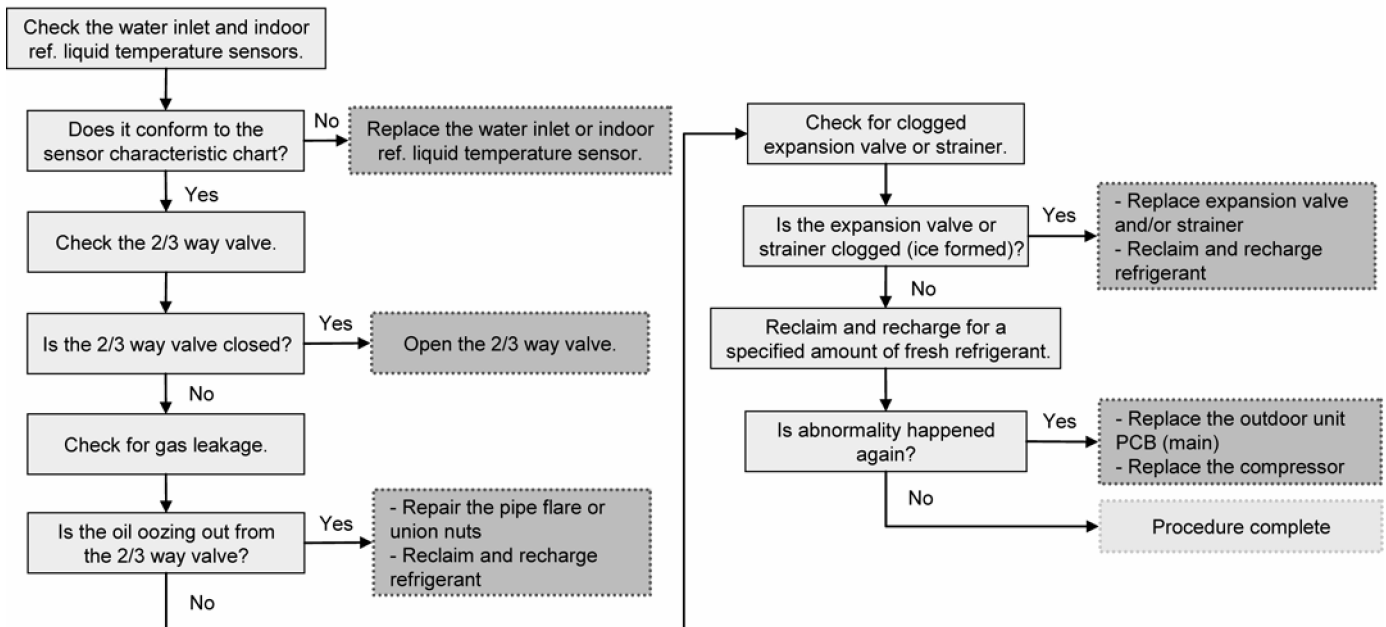 Check the water inlet and indoor
ref. liquid temperature sensors.
Does it conform to the
sensor characteristic chart?
No
Replace the water inlet or indoor
ref. liquid temperature sensor.
Yes
Check the 2/3 way valve.
Is the 2/3 way valve closed?
Yes
Open the 2/3 way valve.
No
Check for gas leakage.
Is the oil oozing out from
the 2/3 way valve?
Yes
- Repair the pipe flare or
union nuts
- Reclaim and recharge
refrigerant
No
Check for clogged
expansion valve or strainer.
Is the expansion valve or
strainer clogged (ice formed)?
Yes
- Replace expansion valve
and/or strainer
- Reclaim and recharge
refrigerant
No
Reclaim and recharge for a
specified amount of fresh refrigerant.
Is abnormality happened
again?
Yes
- Replace the outdoor unit
PCB (main)
- Replace the compressor
No
Procedure complete